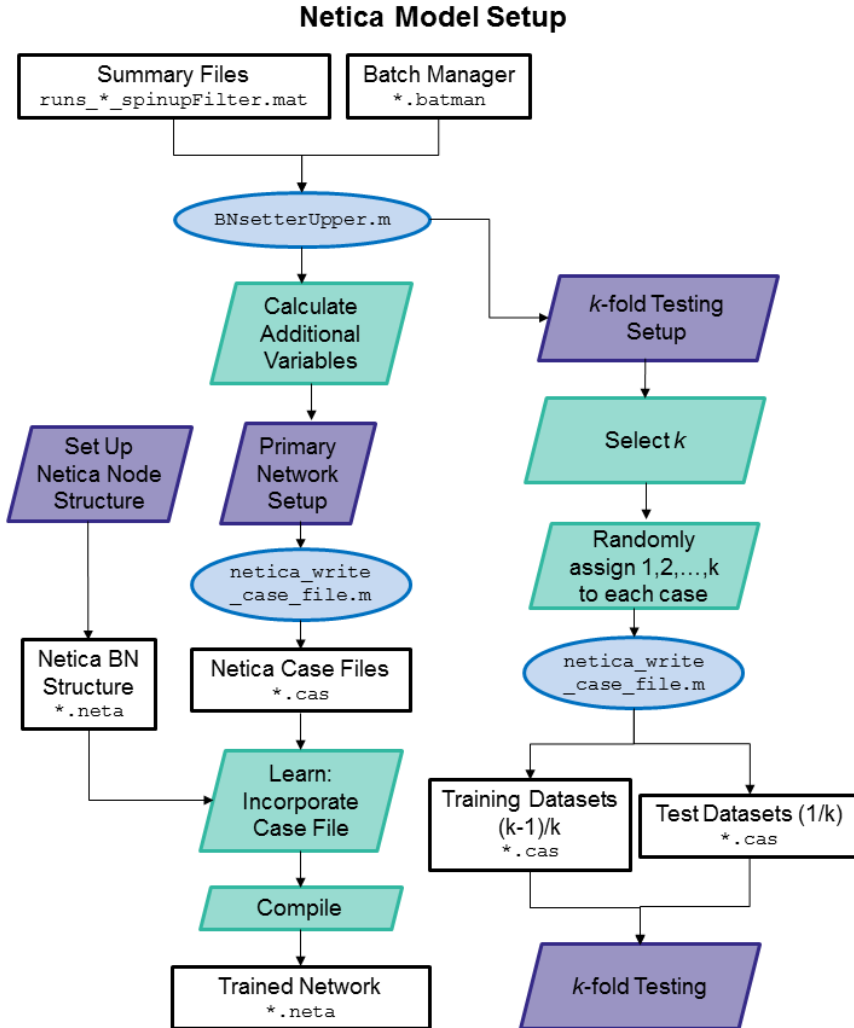 Netica Model Setup
Summary Files
runs_*_spinupFilter.mat
Batch Manager
*.batman
BNsetterUpper.m
Calculate
Additional
Variables
k-fold Testing
Setup
Set Up
Netica Node
Structure
Primary
Network
Setup
Select k
Randomly
assign 1,2,...,k
to each case
netica_write
_case_file.m
netica_write
_case_file.m
Netica BN
Structure
*.neta
Netica Case Files
*.cas
Learn:
Incorporate
Case File
Training Datasets
(k-1)/k
*.cas
Test Datasets (1/k)
*.cas
Compile
Trained Network
*.neta
k-fold Testing